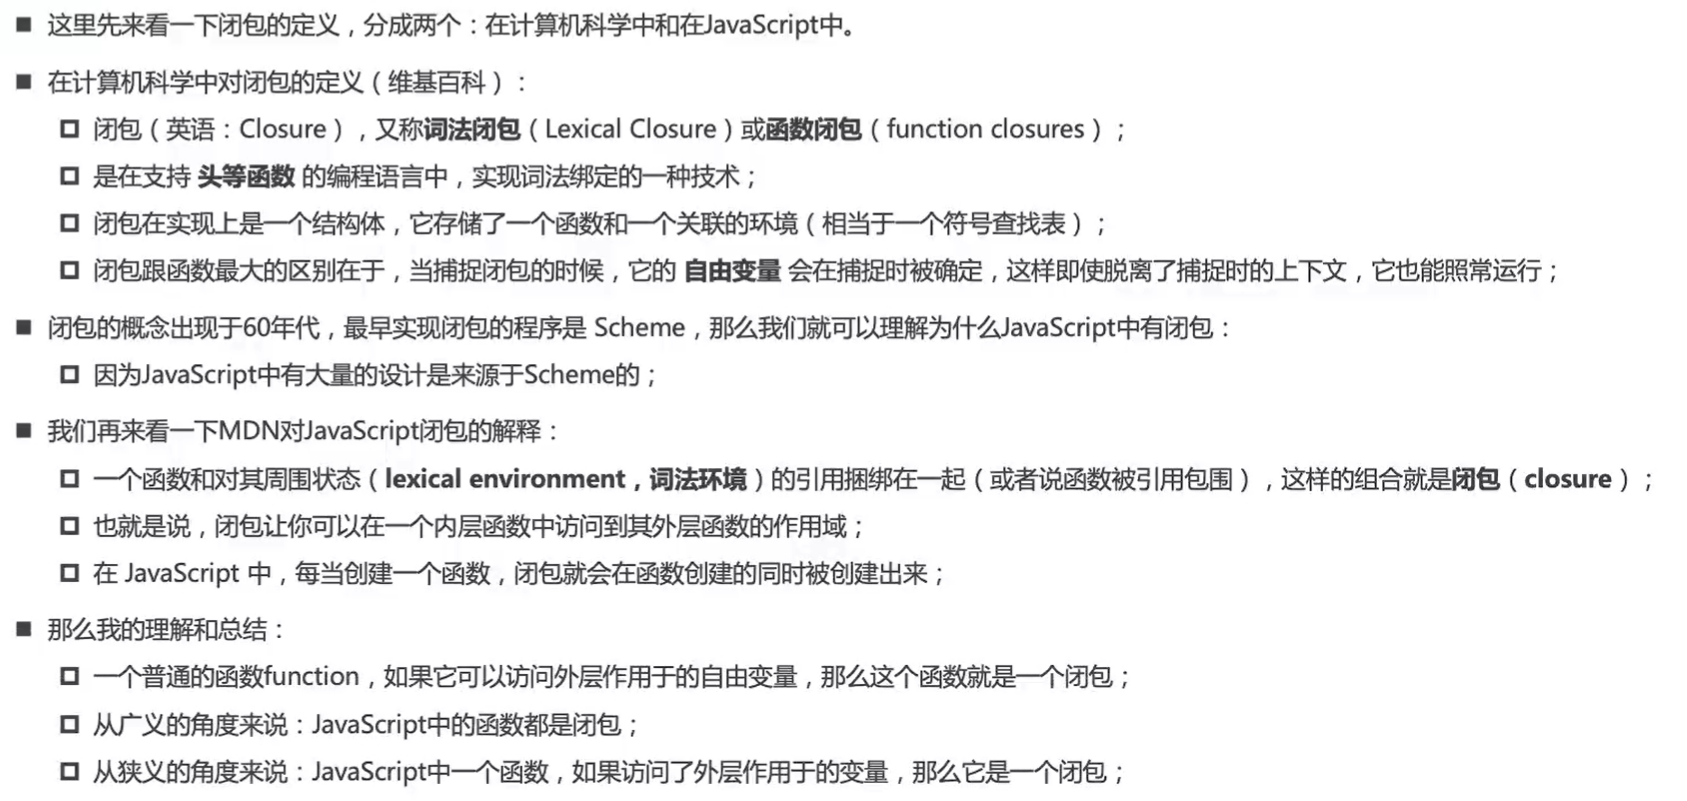 ■ 这里先来看一下闭包的定义，分成两个：在计算机科学中和在JavaScript中。
■ 在计算机科学中对闭包的定义（维基百科）：
闭包（英语：Closure），又称词法闭包（Lexical Closure）或函数闭包（function closures）；
是在支持 头等函数 的编程语言中，实现词法绑定的一种技术；
闭包在实现上是一个结构体，它存储了一个函数和一个关联的环境（相当于一个符号查找表）；
闭包跟函数最大的区别在于，当捕捉闭包的时候，它的 自由变量 会在捕捉时被确定，这样即使脱离了捕捉时的上下文，它也能照常运行；
■ 闭包的概念出现于60年代，最早实现闭包的程序是 Scheme，那么我们就可以理解为什么JavaScript中有闭包：
因为JavaScript中有大量的设计是来源于Scheme的；
■ 我们再来看一下MDN对JavaScript闭包的解释：
一个函数和对其周围状态（lexical environment，词法环境）的引用捆绑在一起（或者说函数被引用包围），这样的组合就是闭包（closure）；
也就是说，闭包让你可以在一个内层函数中访问到其外层函数的作用域；
在 JavaScript 中，每当创建一个函数，闭包就会在函数创建的同时被创建出来；
■ 那么我的理解和总结：
一个普通的函数function，如果它可以访问外层作用于的自由变量，那么这个函数就是一个闭包；
从广义的角度来说：JavaScript中的函数都是闭包；
从狭义的角度来说：JavaScript中一个函数，如果访问了外层作用于的变量，那么它是一个闭包；